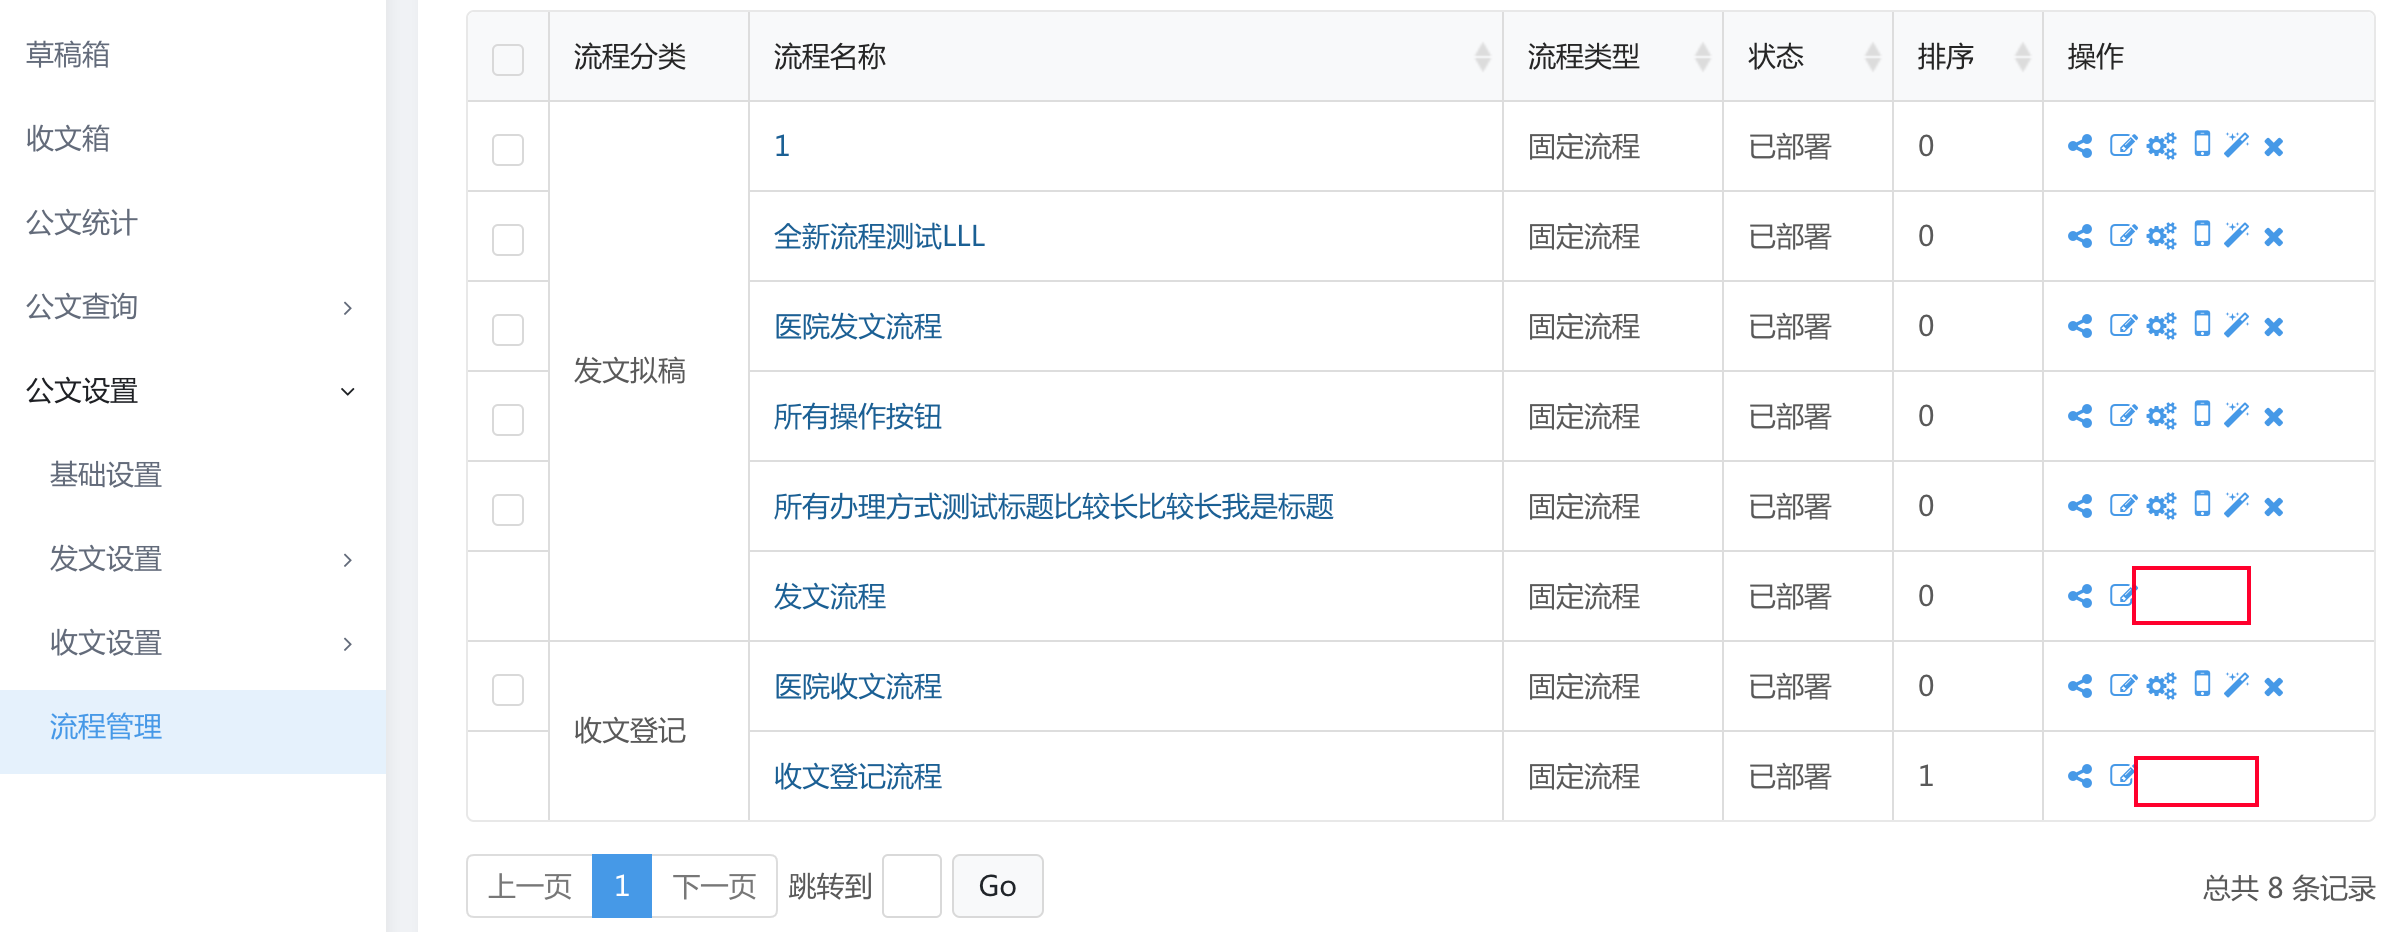 草稿箱
收文箱
公文统计
公文查询
公文设置
基础设置
发文设置
收文设置
流程管理
流程分类 流程名称 流程类型 状态 排序 操作
发文拟稿
1 固定流程 已部署 0
全新流程测试LLL 固定流程 已部署 0
医院发文流程 固定流程 已部署 0
所有操作按钮 固定流程 已部署 0
所有办理方式测试标题比较长比较长我是标题 固定流程 已部署 0
发文流程 固定流程 已部署 0
收文登记
医院收文流程 固定流程 已部署 0
收文登记流程 固定流程 已部署 1
上一页 1 下一页 跳转到 Go 总共 8 条记录